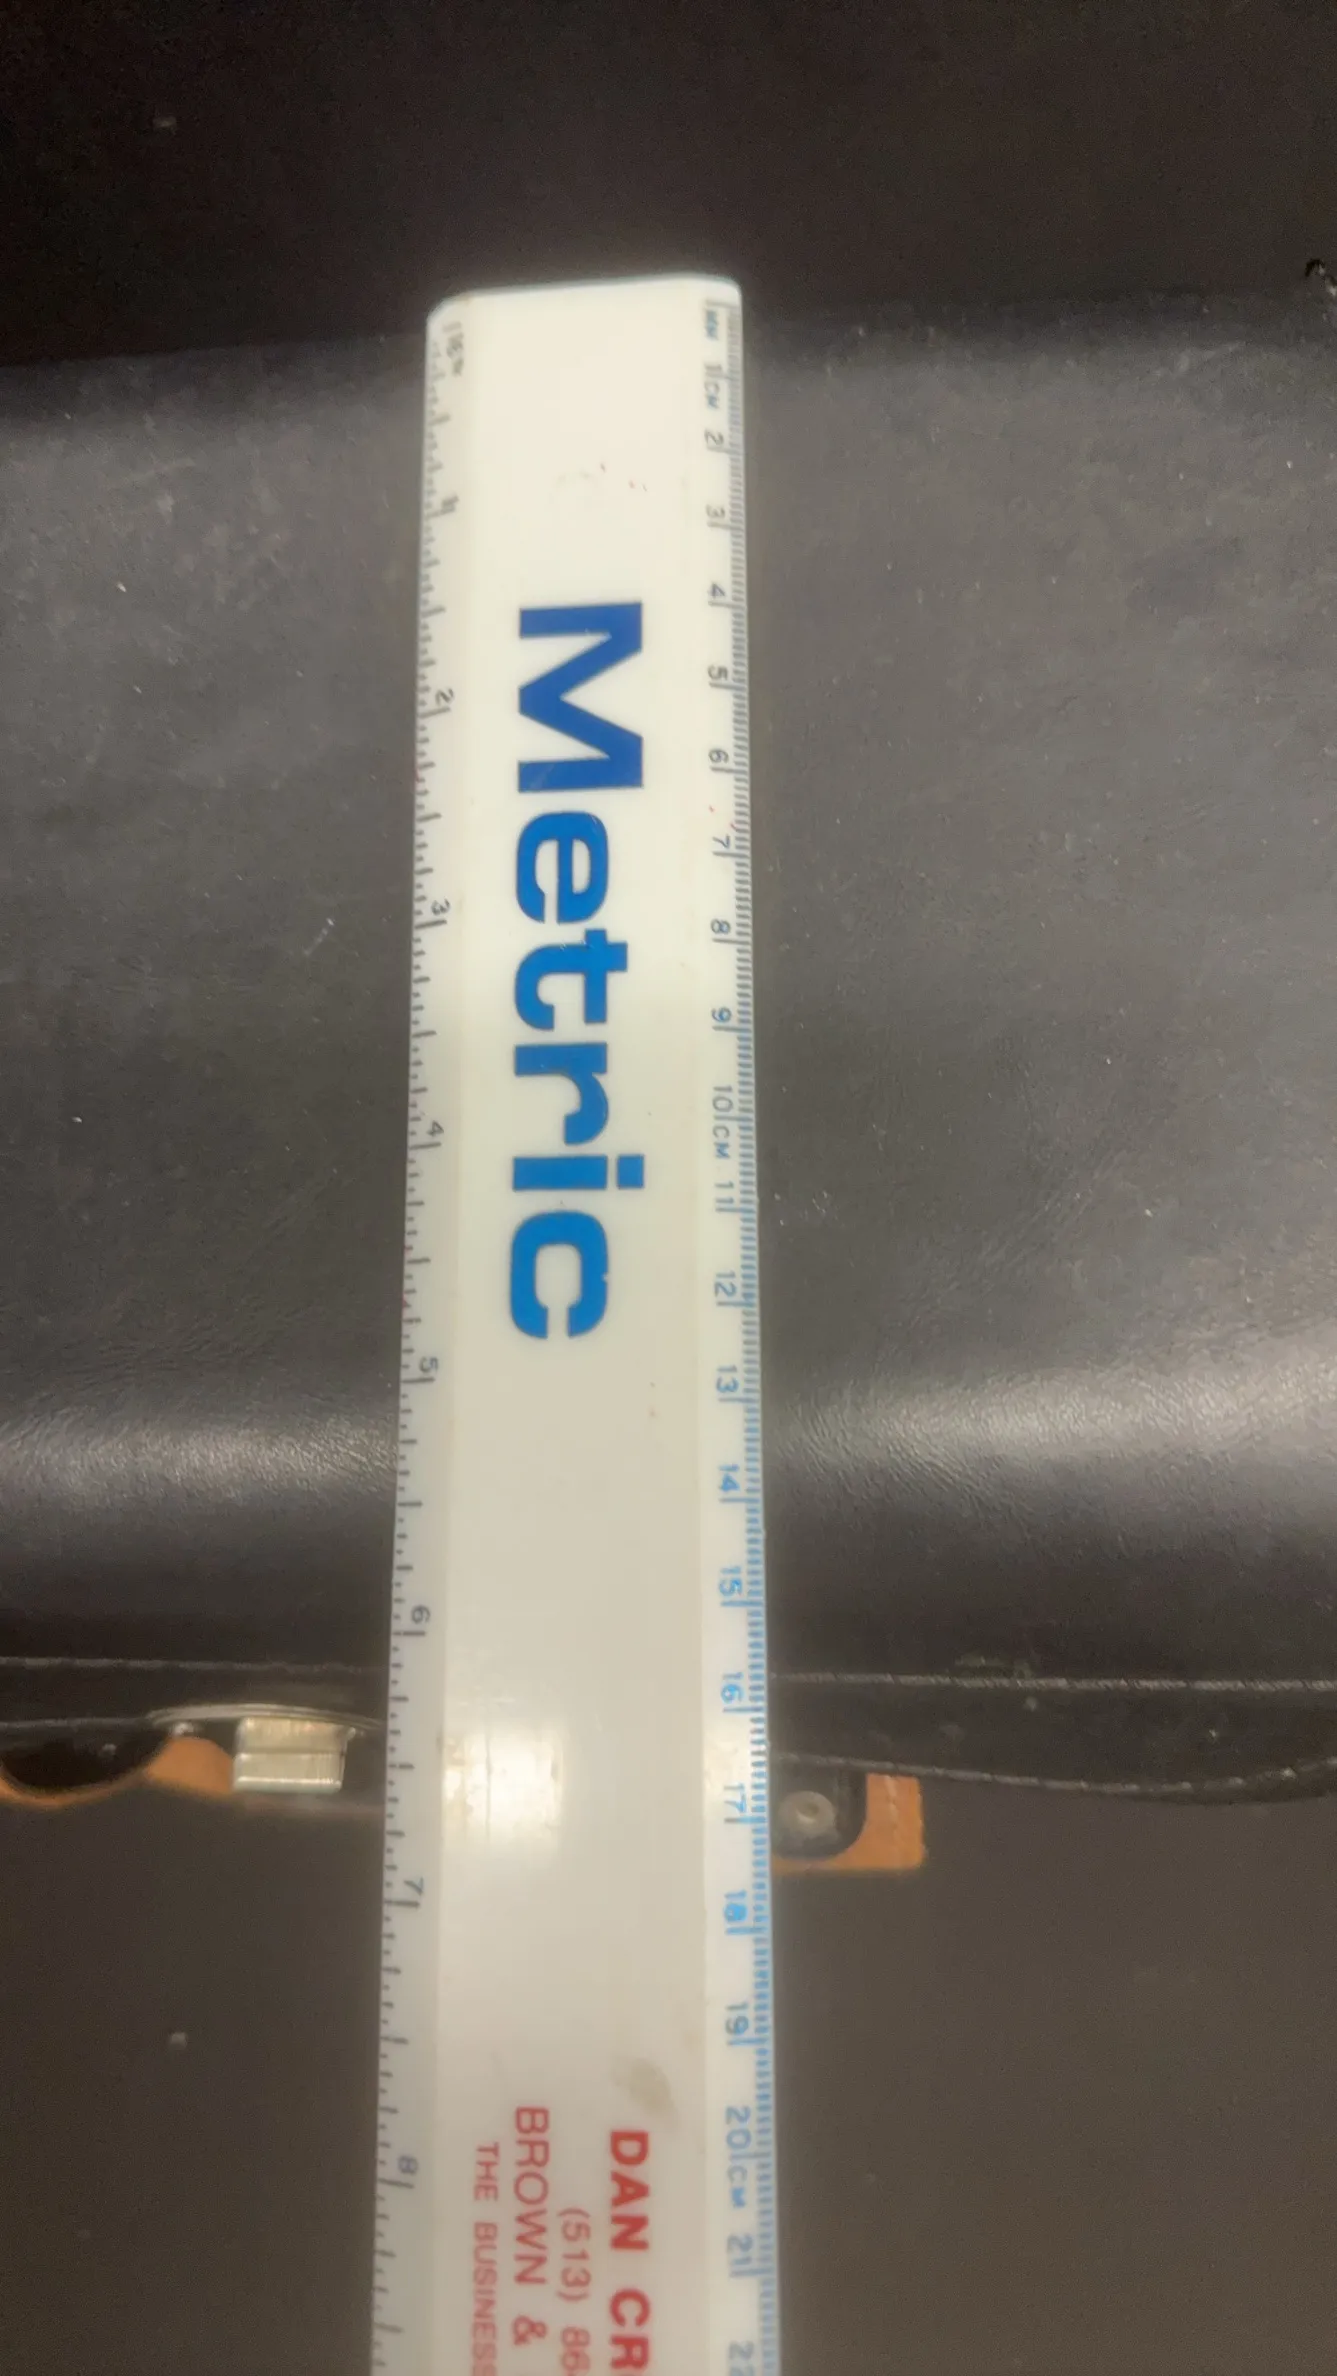 MM 1 CM 2 3 4 5 6 7 8 9 10 CM 11 12 13 14 15 16 17 18 19 20 CM 21 22
Metric
DAN CR
(513) 86
BROWN &
THE BUSINESS
1 2 3 4 5 6 7 8